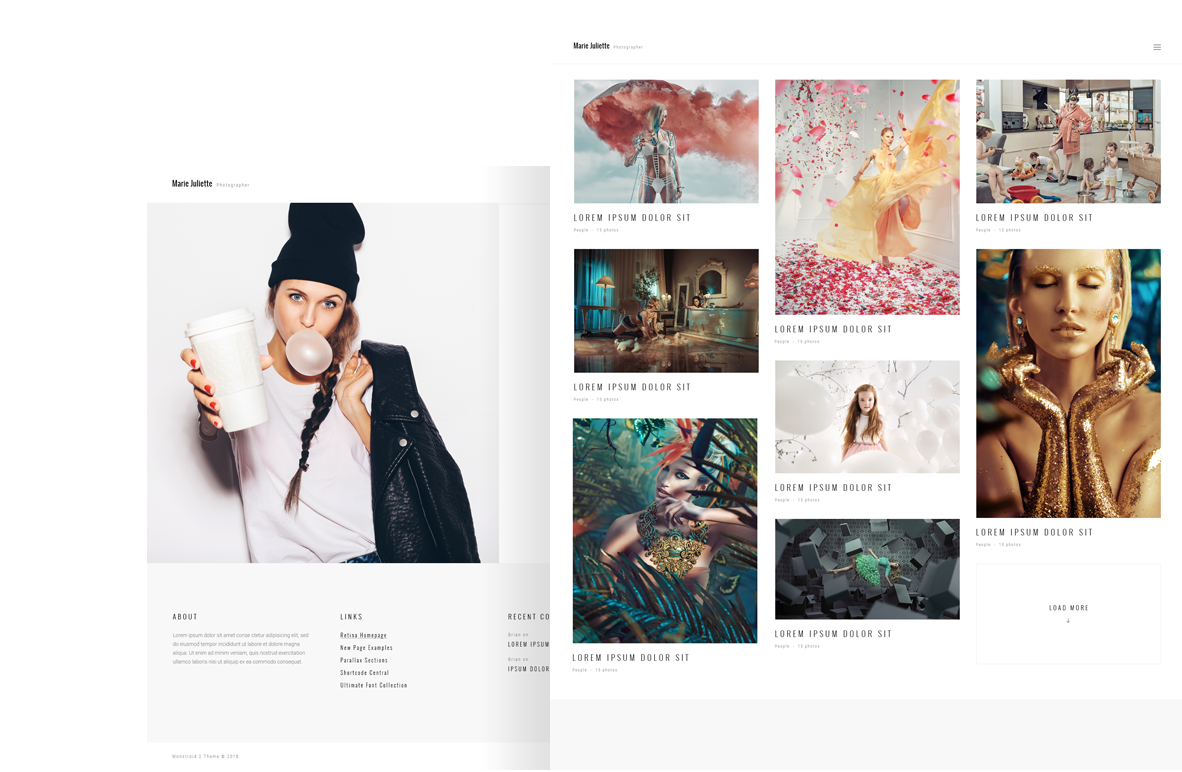 Marie Juliette Photographer
ABOUT
Lorem ipsum dolor sit amet conse ctetur adipisicing elit, sed
do eiusmod tempor incididunt ut labore et dolore magna
aliqua. Ut enim ad minim veniam, quis nostrud exercitation
ullamco laboris nisi ut aliquip ex ea commodo consequat.
LINKS
Retina Homepage
New Page Examples
Parallax Sections
Shortcode Central
Ultimate Font Collection
RECENT CO
Brian on
LOREM IPSUM
Brian on
IPSUM DOLOR
Monstroid 2 Theme © 2018
Marie Juliette Photographer
LOREM IPSUM DOLOR SIT
People - 15 photos
LOREM IPSUM DOLOR SIT
People - 15 photos
LOREM IPSUM DOLOR SIT
People - 15 photos
LOREM IPSUM DOLOR SIT
People - 15 photos
LOREM IPSUM DOLOR SIT
People - 15 photos
LOREM IPSUM DOLOR SIT
People - 15 photos
LOREM IPSUM DOLOR SIT
People - 15 photos
LOREM IPSUM DOLOR SIT
People - 15 photos
LOAD MORE